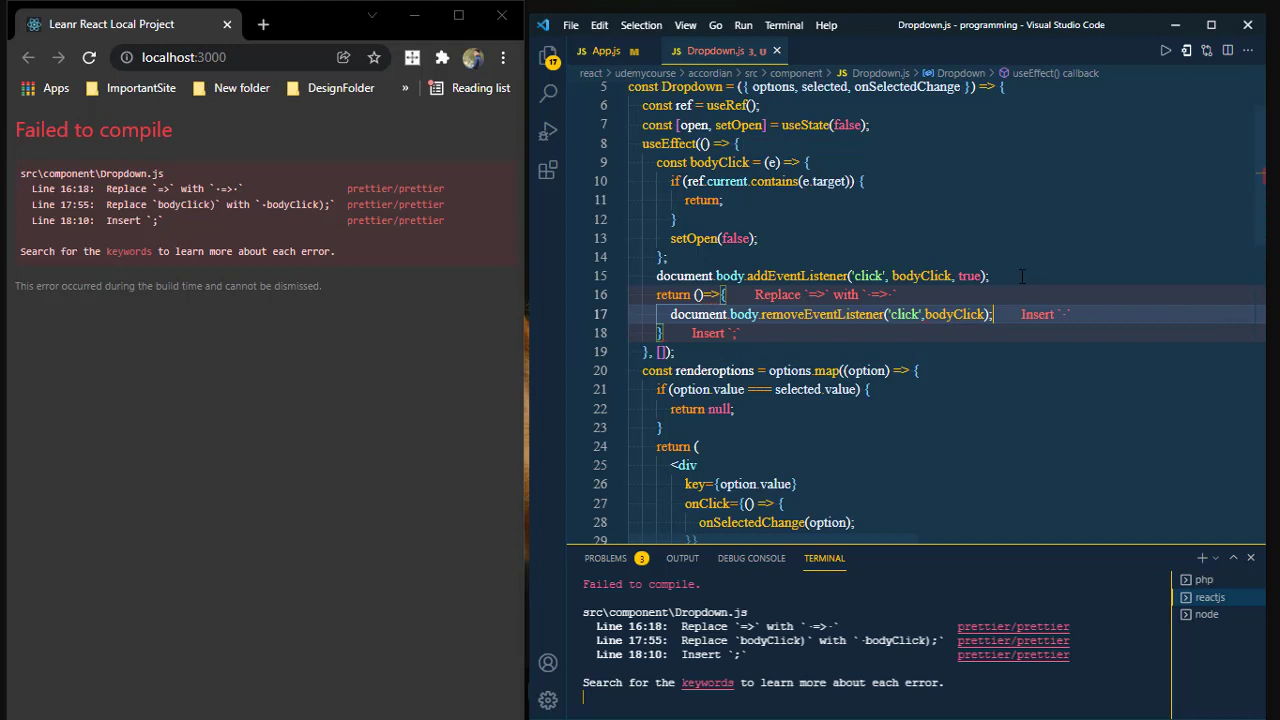 Leanr React Local Project
localhost:3000
Apps
ImportantSite
New folder
DesignFolder
»
Reading list
Failed to compile
src\component\Dropdown.js
Line 16:18: Replace `=>` with `·=>·` prettier/prettier
Line 17:55: Replace `bodyClick)` with `·bodyClick);` prettier/prettier
Line 18:10: Insert `;` prettier/prettier
Search for the keywords to learn more about each error.
This error occurred during the build time and cannot be dismissed.
File Edit Selection View Go Run Terminal Help
Dropdown.js - programming - Visual Studio Code
17
App.js M
Dropdown.js 3, U
react > udemycourse > accordian > src > component > Dropdown.js > Dropdown > useEffect() callback
5 const Dropdown = ({ options, selected, onSelectedChange }) => {
6 const ref = useRef();
7 const [open, setOpen] = useState(false);
8 useEffect(() => {
9 const bodyClick = (e) => {
10 if (ref.current.contains(e.target)) {
11 return;
12 }
13 setOpen(false);
14 };
15 document.body.addEventListener('click', bodyClick, true);
16 return ()=>{ Replace `=>` with `·=>·`
17 document.body.removeEventListener('click',bodyClick); Insert `·`
18 } Insert `;`
19 }, []);
20 const renderoptions = options.map((option) => {
21 if (option.value === selected.value) {
22 return null;
23 }
24 return (
25 <div
26 key={option.value}
27 onClick={() => {
28 onSelectedChange(option);
29 }}
PROBLEMS 3 OUTPUT DEBUG CONSOLE TERMINAL
Failed to compile.
src\component\Dropdown.js
Line 16:18: Replace `=>` with `·=>·` prettier/prettier
Line 17:55: Replace `bodyClick)` with `·bodyClick);` prettier/prettier
Line 18:10: Insert `;` prettier/prettier
Search for the keywords to learn more about each error.
php
reactjs
node